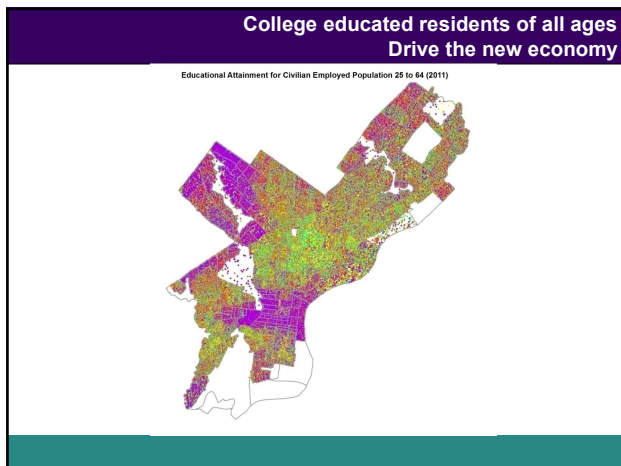 College educated residents of all ages
Drive the new economy
Educational Attainment for Civilian Employed Population 25 to 64 (2011)